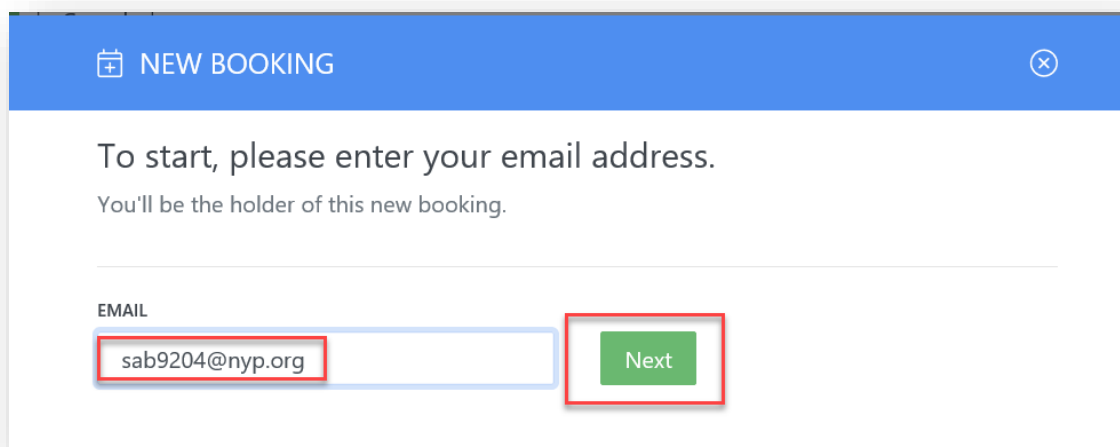 NEW BOOKING
To start, please enter your email address.
You'll be the holder of this new booking.
EMAIL
sab9204@nyp.org
Next